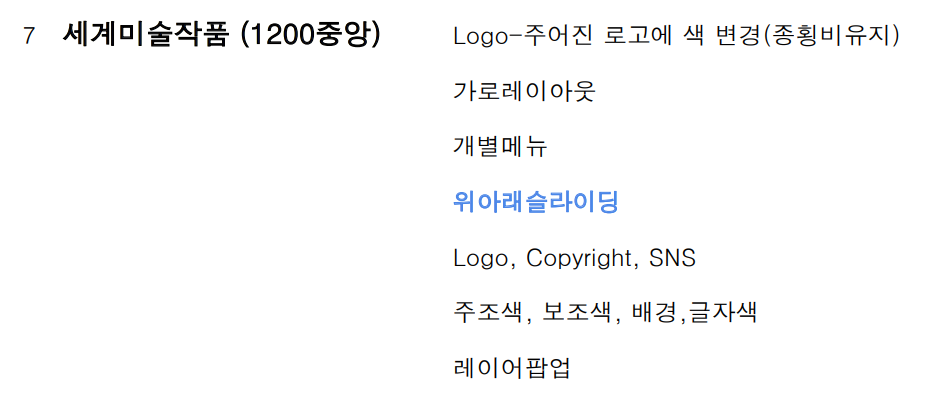 7 세계미술작품 (1200중앙) Logo-주어진 로고에 색 변경(종횡비유지)
가로레이아웃
개별메뉴
위아래슬라이딩
Logo, Copyright, SNS
주조색, 보조색, 배경,글자색
레이어팝업